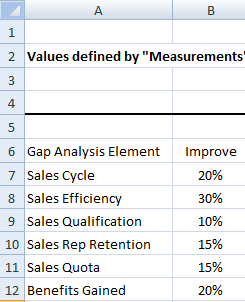 A B
1
2 Values defined by "Measurements"
3
4
5
6 Gap Analysis Element Improve
7 Sales Cycle 20%
8 Sales Efficiency 30%
9 Sales Qualification 10%
10 Sales Rep Retention 15%
11 Sales Quota 15%
12 Benefits Gained 20%